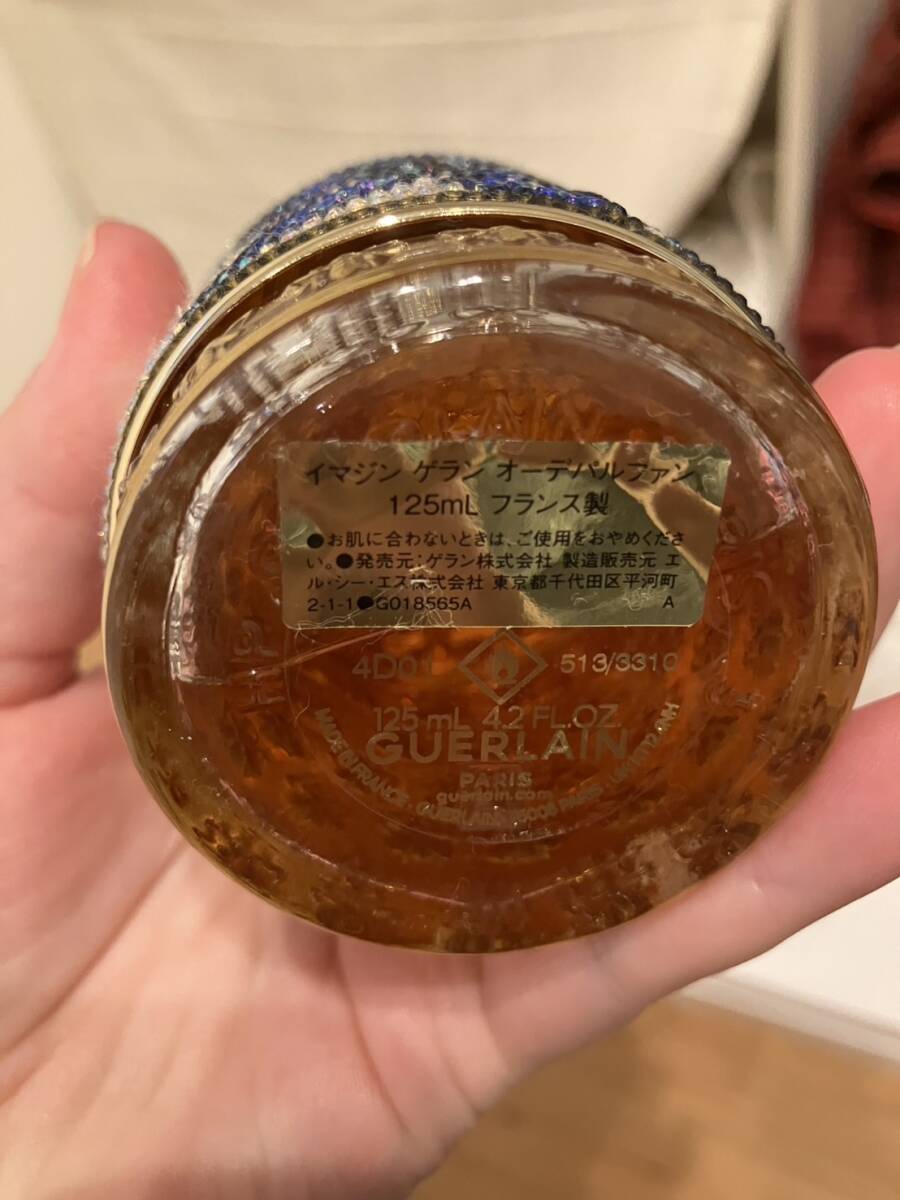 イマジン ゲラン オーデパルファン
125mL フランス製
●お肌に合わないときは、ご使用をおやめくださ
い。●発売元：ゲラン株式会社 製造販売元 エ
ル・シー・エス株式会社 東京都千代田区平河町
2-1-1●G018565A A
4D01 513/3310
125 mL 4.2 FL.OZ
GUERLAIN
PARIS
guerlain.com
MADE IN FRANCE · GUERLAIN 75008 PARIS ·